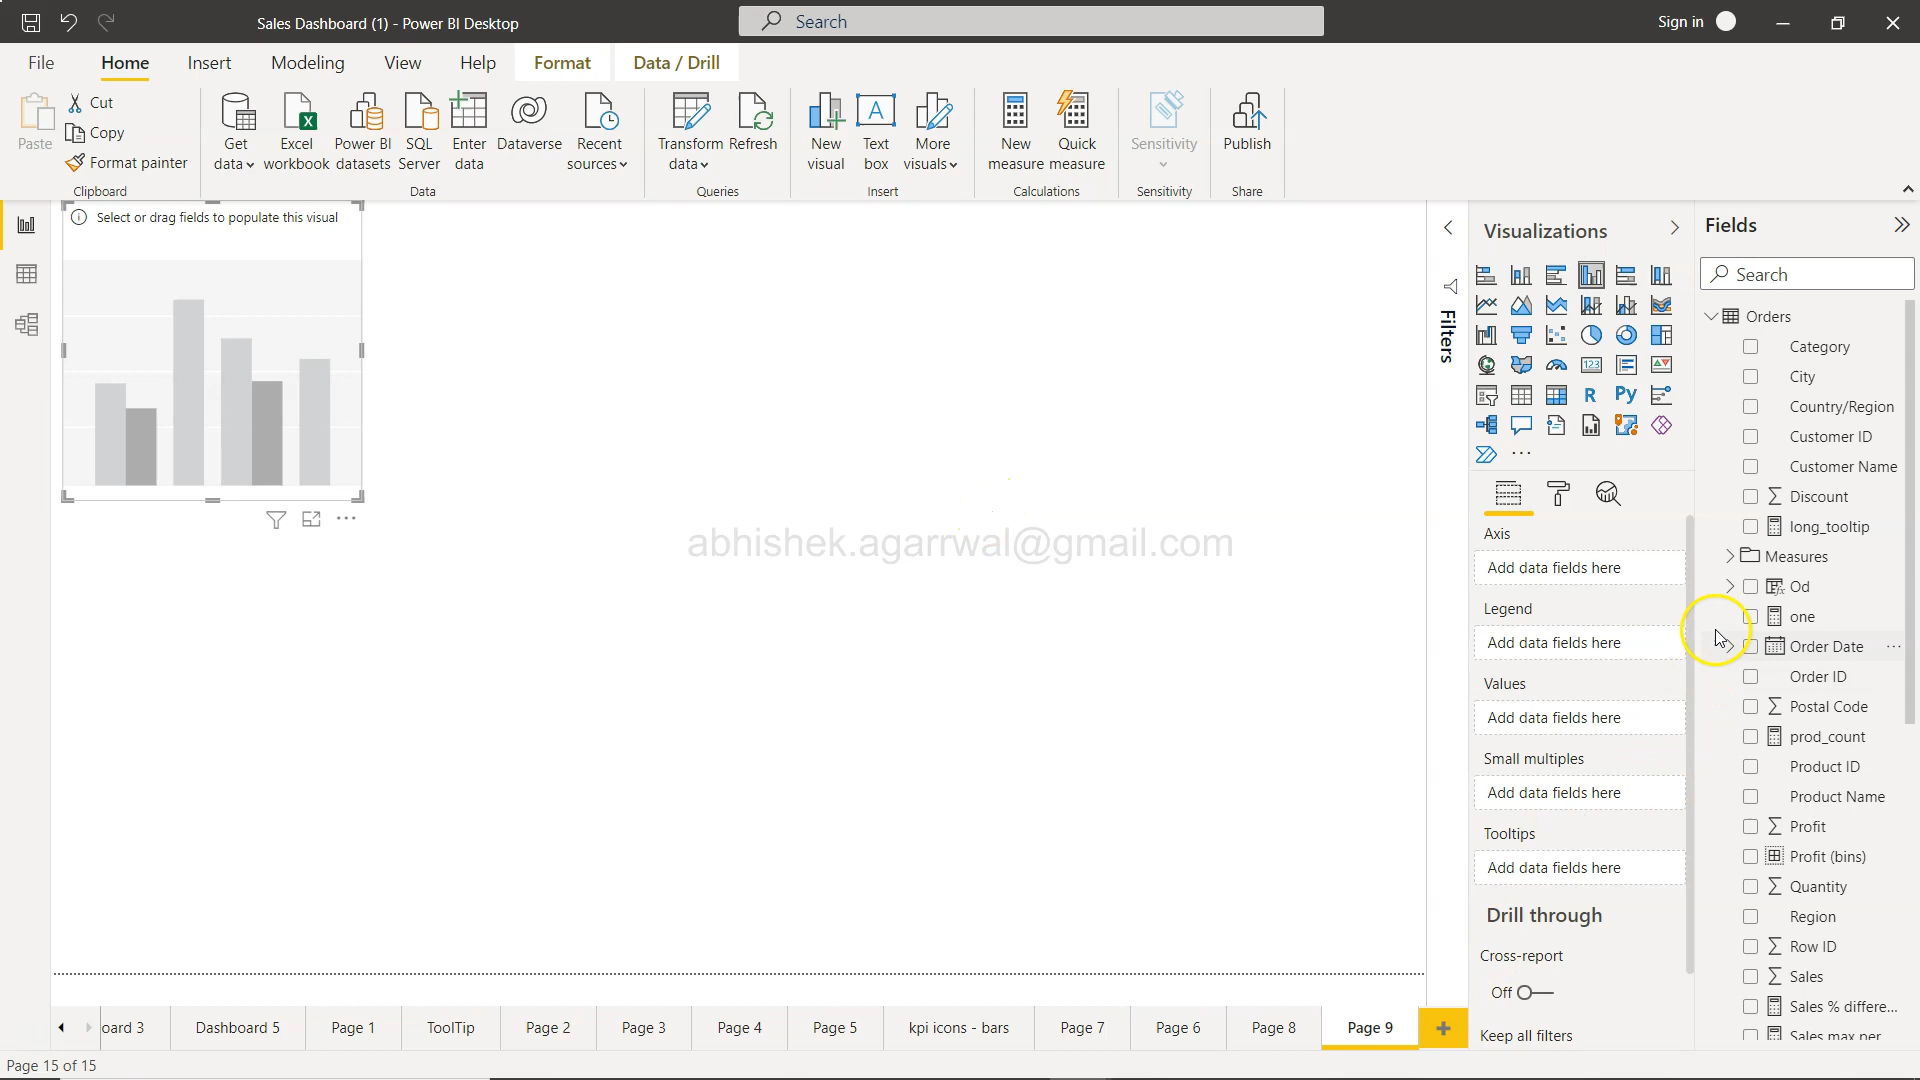 Sales Dashboard (1) - Power BI Desktop
Search
Sign in
File
Home
Insert
Modeling
View
Help
Format
Data / Drill
Paste
Cut
Copy
Format painter
Clipboard
Get data
Excel workbook
Power BI datasets
SQL Server
Enter data
Dataverse
Recent sources
Data
Transform data
Refresh
Queries
New visual
Text box
More visuals
Insert
New measure
Quick measure
Calculations
Sensitivity
Sensitivity
Publish
Share
Select or drag fields to populate this visual
abhishek.agarrwal@gmail.com
Filters
Visualizations
123
R
Py
Axis
Add data fields here
Legend
Add data fields here
Values
Add data fields here
Small multiples
Add data fields here
Tooltips
Add data fields here
Drill through
Cross-report
Off
Keep all filters
Fields
Search
Orders
Category
City
Country/Region
Customer ID
Customer Name
Discount
long_tooltip
Measures
Od
one
Order Date
Order ID
Postal Code
prod_count
Product ID
Product Name
Profit
Profit (bins)
Quantity
Region
Row ID
Sales
Sales % differe...
Sales max per
oard 3
Dashboard 5
Page 1
ToolTip
Page 2
Page 3
Page 4
Page 5
kpi icons - bars
Page 7
Page 6
Page 8
Page 9
Page 15 of 15